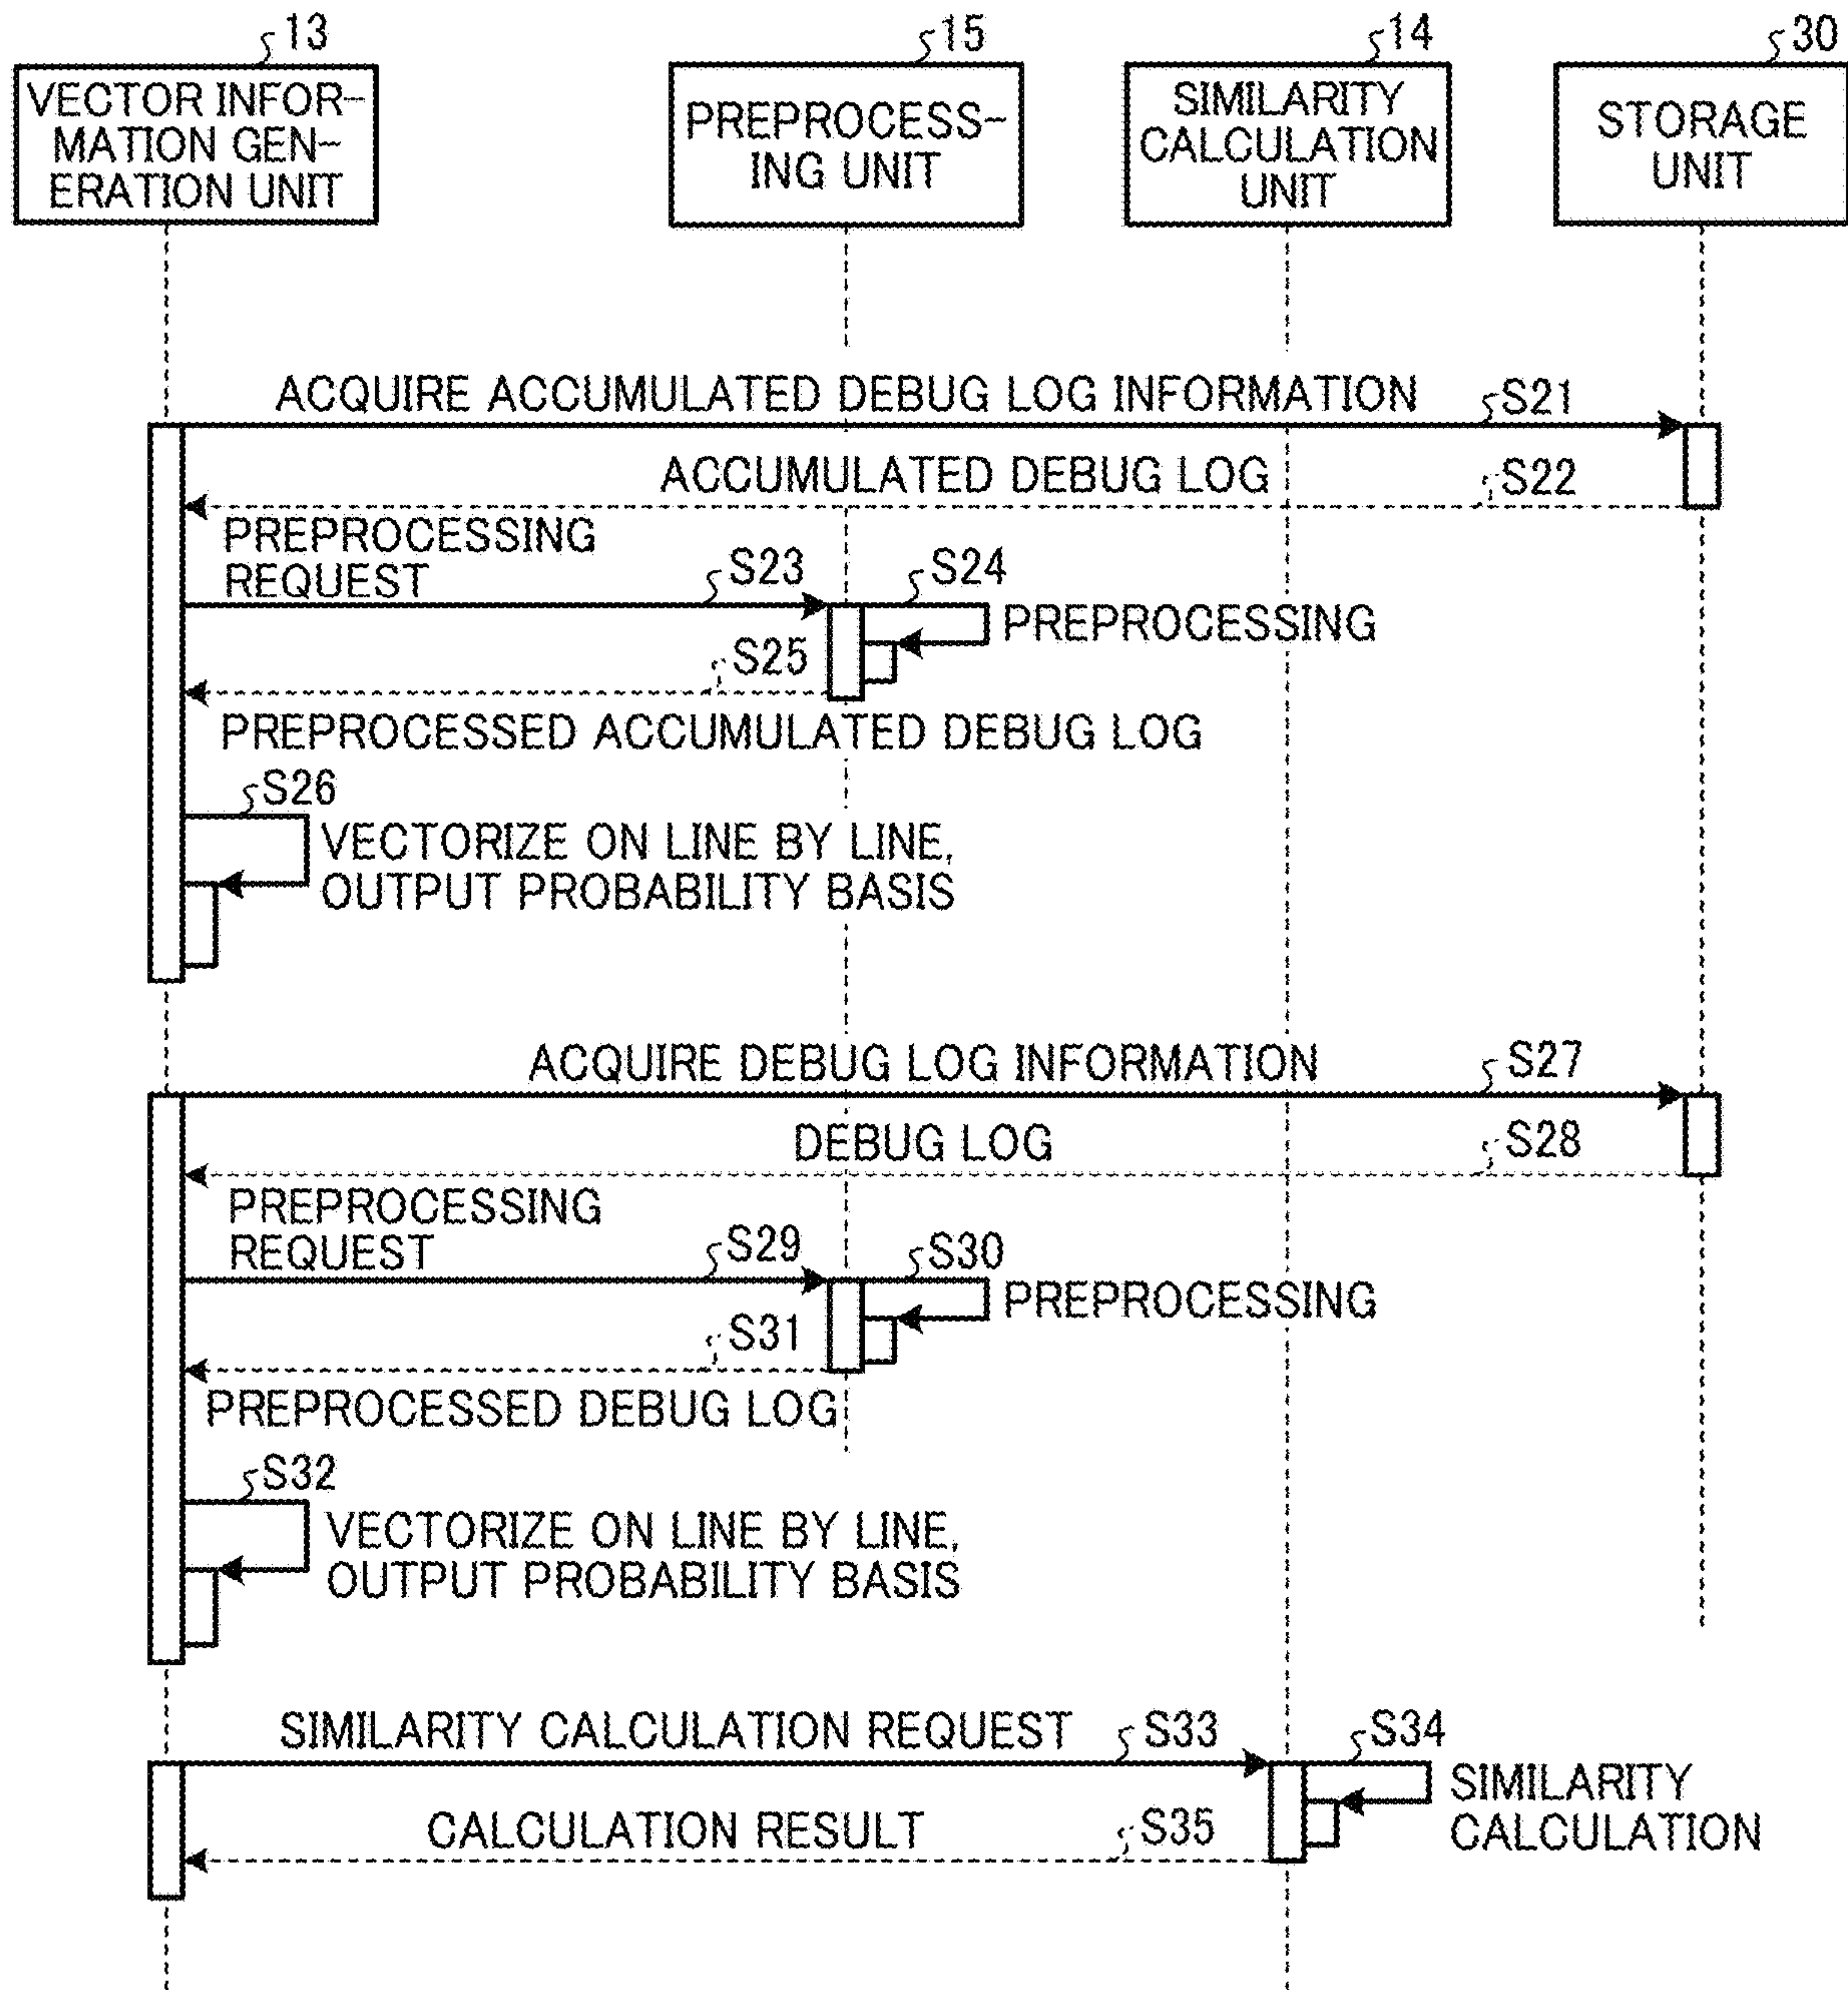 13
15
14
30
VECTOR INFOR-
MATION GEN-
ERATION UNIT
PREPROCESS-
ING UNIT
SIMILARITY
CALCULATION
UNIT
STORAGE
UNIT
ACQUIRE ACCUMULATED DEBUG LOG INFORMATION
S21
ACCUMULATED DEBUG LOG
S22
PREPROCESSING
REQUEST
S23
S24
PREPROCESSING
S25
PREPROCESSED ACCUMULATED DEBUG LOG
S26
VECTORIZE ON LINE BY LINE,
OUTPUT PROBABILITY BASIS
ACQUIRE DEBUG LOG INFORMATION
S27
DEBUG LOG
S28
PREPROCESSING
REQUEST
S29
S30
PREPROCESSING
S31
PREPROCESSED DEBUG LOG
S32
VECTORIZE ON LINE BY LINE,
OUTPUT PROBABILITY BASIS
SIMILARITY CALCULATION REQUEST
S33
S34
SIMILARITY
CALCULATION
CALCULATION RESULT
S35